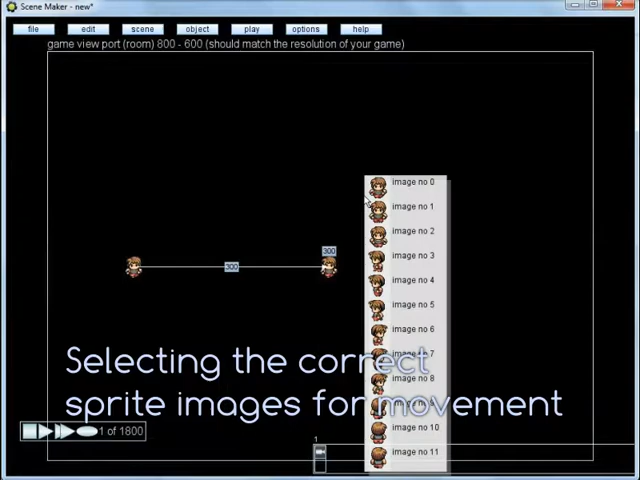 Scene Maker - new*
file edit scene object play options help
game view port (room) 800 - 600 (should match the resolution of your game)
image no 0
image no 1
image no 2
300
image no 3
300
image no 4
image no 5
image no 6
image no 7
Selecting the correct
image no 8
sprite images for movement
image no 10
1 of 1800
1
image no 11